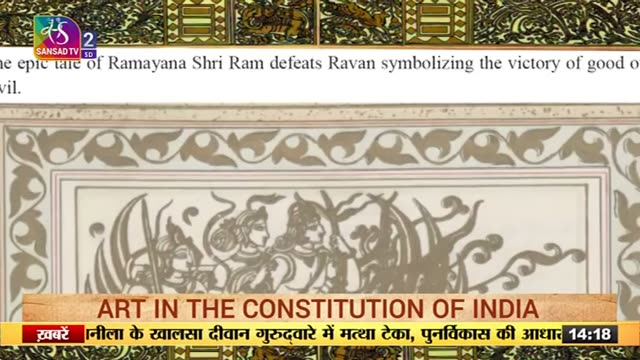 SANSAD TV 2
SD
he epic tale of Ramayana Shri Ram defeats Ravan symbolizing the victory of good o
vil.
ART IN THE CONSTITUTION OF INDIA
ख़बरें नीला के खालसा दीवान गुरुद्वारे में मत्था टेका, पुनर्विकास की आधार 14:18